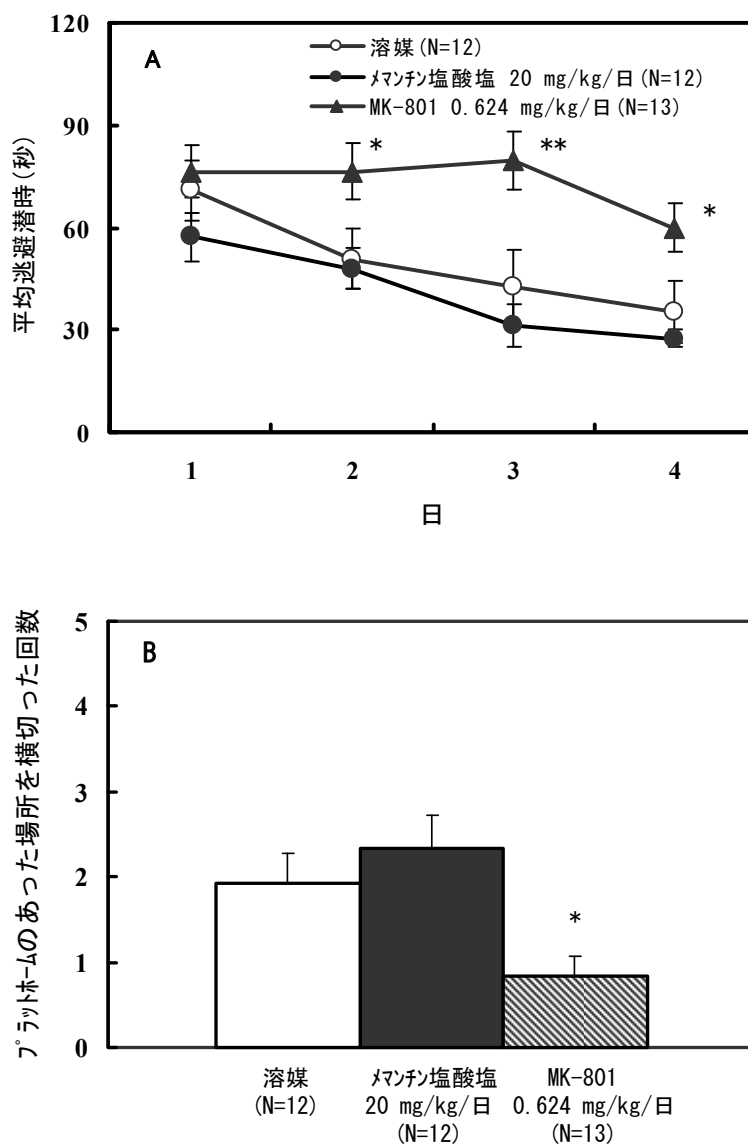 120
A
溶媒(N=12)
メマンチン塩酸塩 20 mg/kg/日(N=12)
MK-801 0.624 mg/kg/日(N=13)
90
*
**
*
60
30
0
平均逃避潜時(秒)
1 2 3 4
日
5
B
4
3
2
*
1
0
プラットホームのあった場所を横切った回数
溶媒
(N=12)
メマンチン塩酸塩
20 mg/kg/日
(N=12)
MK-801
0.624 mg/kg/日
(N=13)